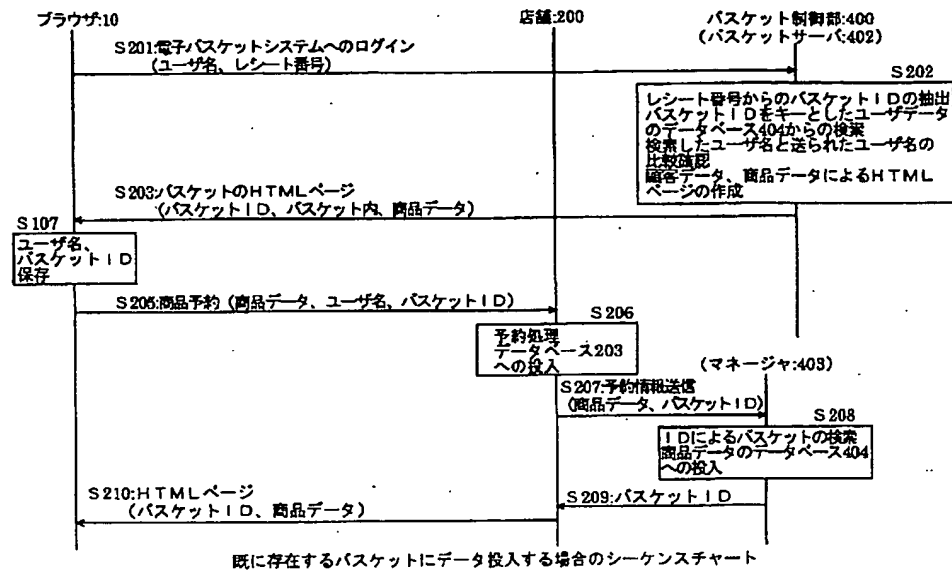 ブラウザ:10
店舗:200
バスケット制御部:400
(バスケットサーバ:402)
S201:電子バスケットシステムへのログイン
(ユーザ名、レシート番号)
S202
レシート番号からのバスケットIDの抽出
バスケットIDをキーとしたユーザデータ
のデータベース404からの検索
検索したユーザ名と送られたユーザ名の
比較確認
顧客データ、商品データによるHTML
ページの作成
S203:バスケットのHTMLページ
(バスケットID、バスケット内、商品データ)
S107
ユーザ名、
バスケットID
保存
S205:商品予約(商品データ、ユーザ名、バスケットID)
S206
予約処理
データベース203
への投入
(マネージャ:403)
S207:予約情報送信
(商品データ、バスケットID)
S208
IDによるバスケットの検索
商品データのデータベース404
への投入
S209:バスケットID
S210:HTMLページ
(バスケットID、商品データ)
既に存在するバスケットにデータ投入する場合のシーケンスチャート